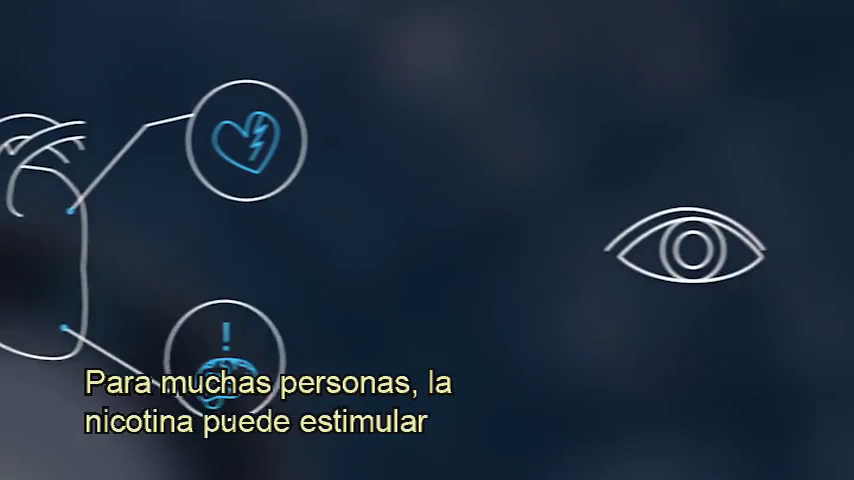 !
Para muchas personas, la
nicotina puede estimular